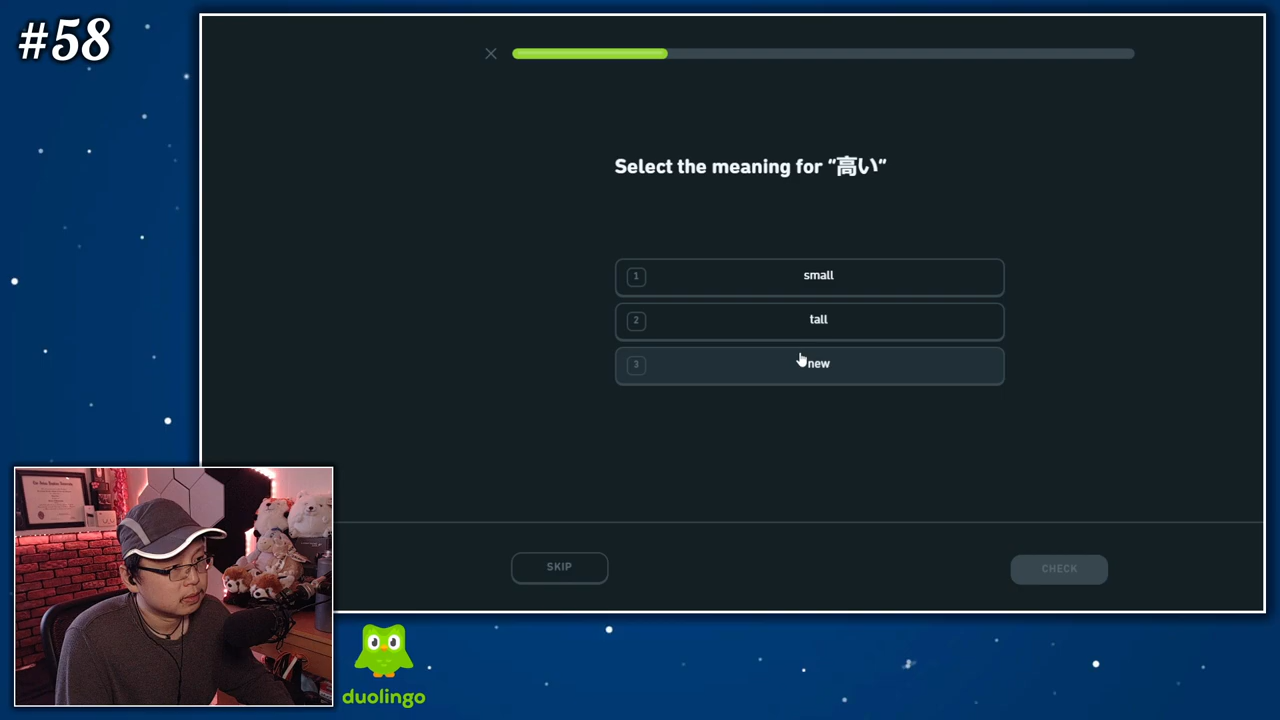 #58
Select the meaning for "高い"
1 small
2 tall
3 new
SKIP
CHECK
duolingo